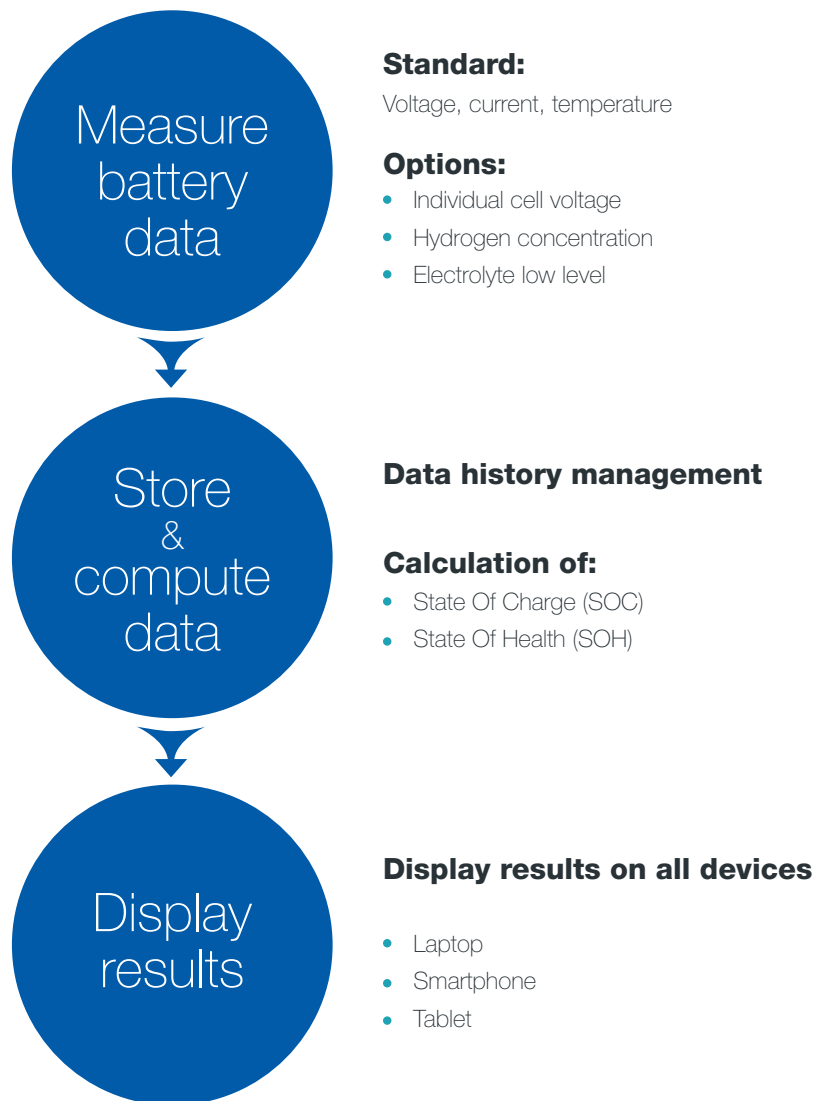 Measure
battery
data
Standard:
Voltage, current, temperature
Options:
• Individual cell voltage
• Hydrogen concentration
• Electrolyte low level
Store
&
compute
data
Data history management
Calculation of:
• State Of Charge (SOC)
• State Of Health (SOH)
Display
results
Display results on all devices
• Laptop
• Smartphone
• Tablet